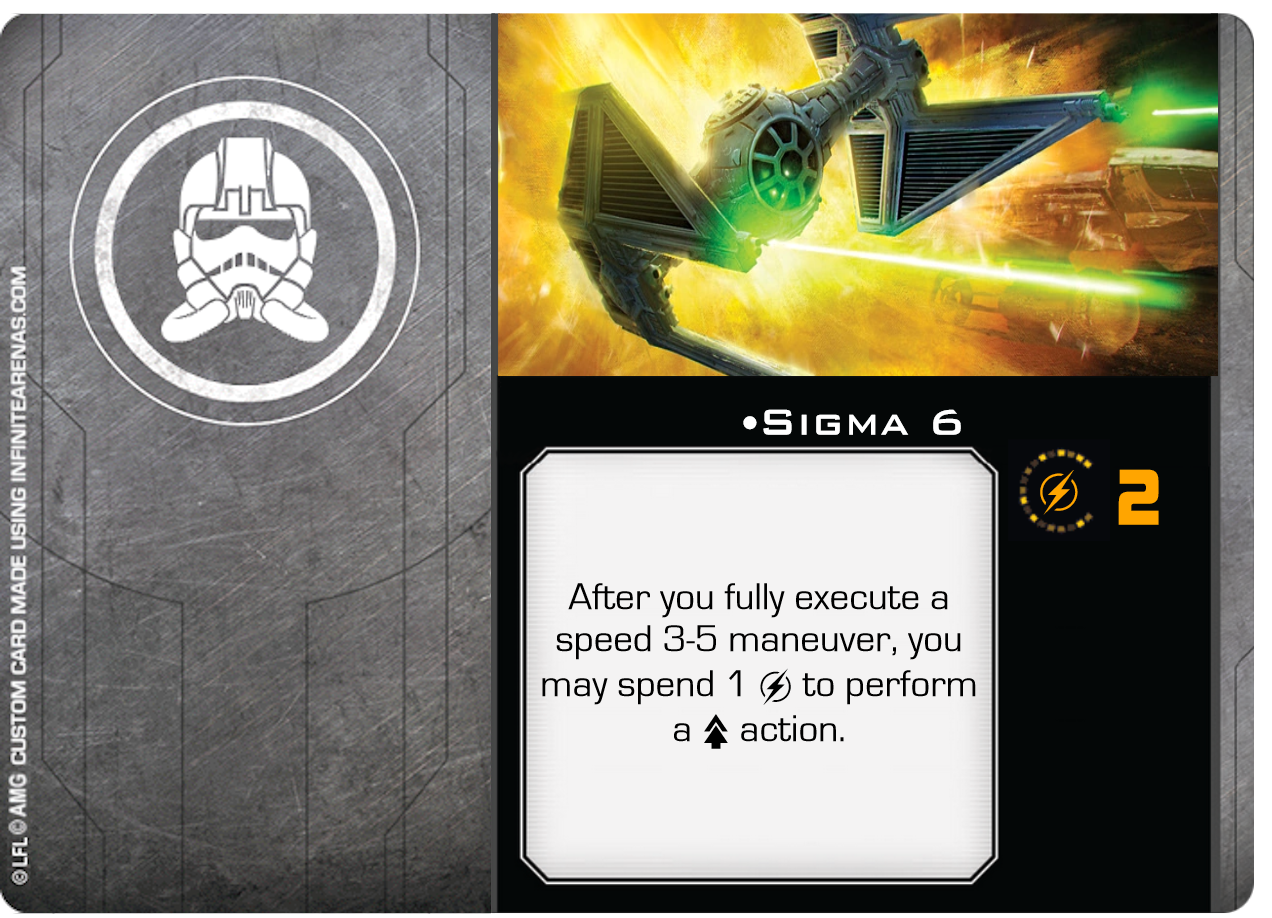 •Sigma 6
2
After you fully execute a
speed 3-5 maneuver, you
may spend 1 to perform
a action.
©LFL©AMG CUSTOM CARD MADE USING INFINITEARENAS.COM